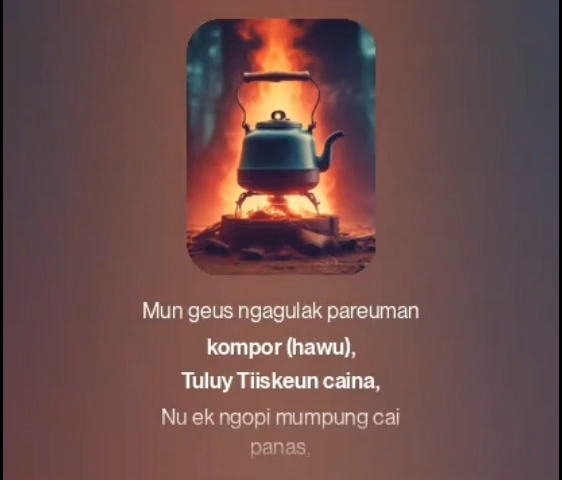 Mun geus ngagulak pareuman
kompor (hawu),
Tuluy Tiiskeun caina,
Nu ek ngopi mumpung cai
panas,